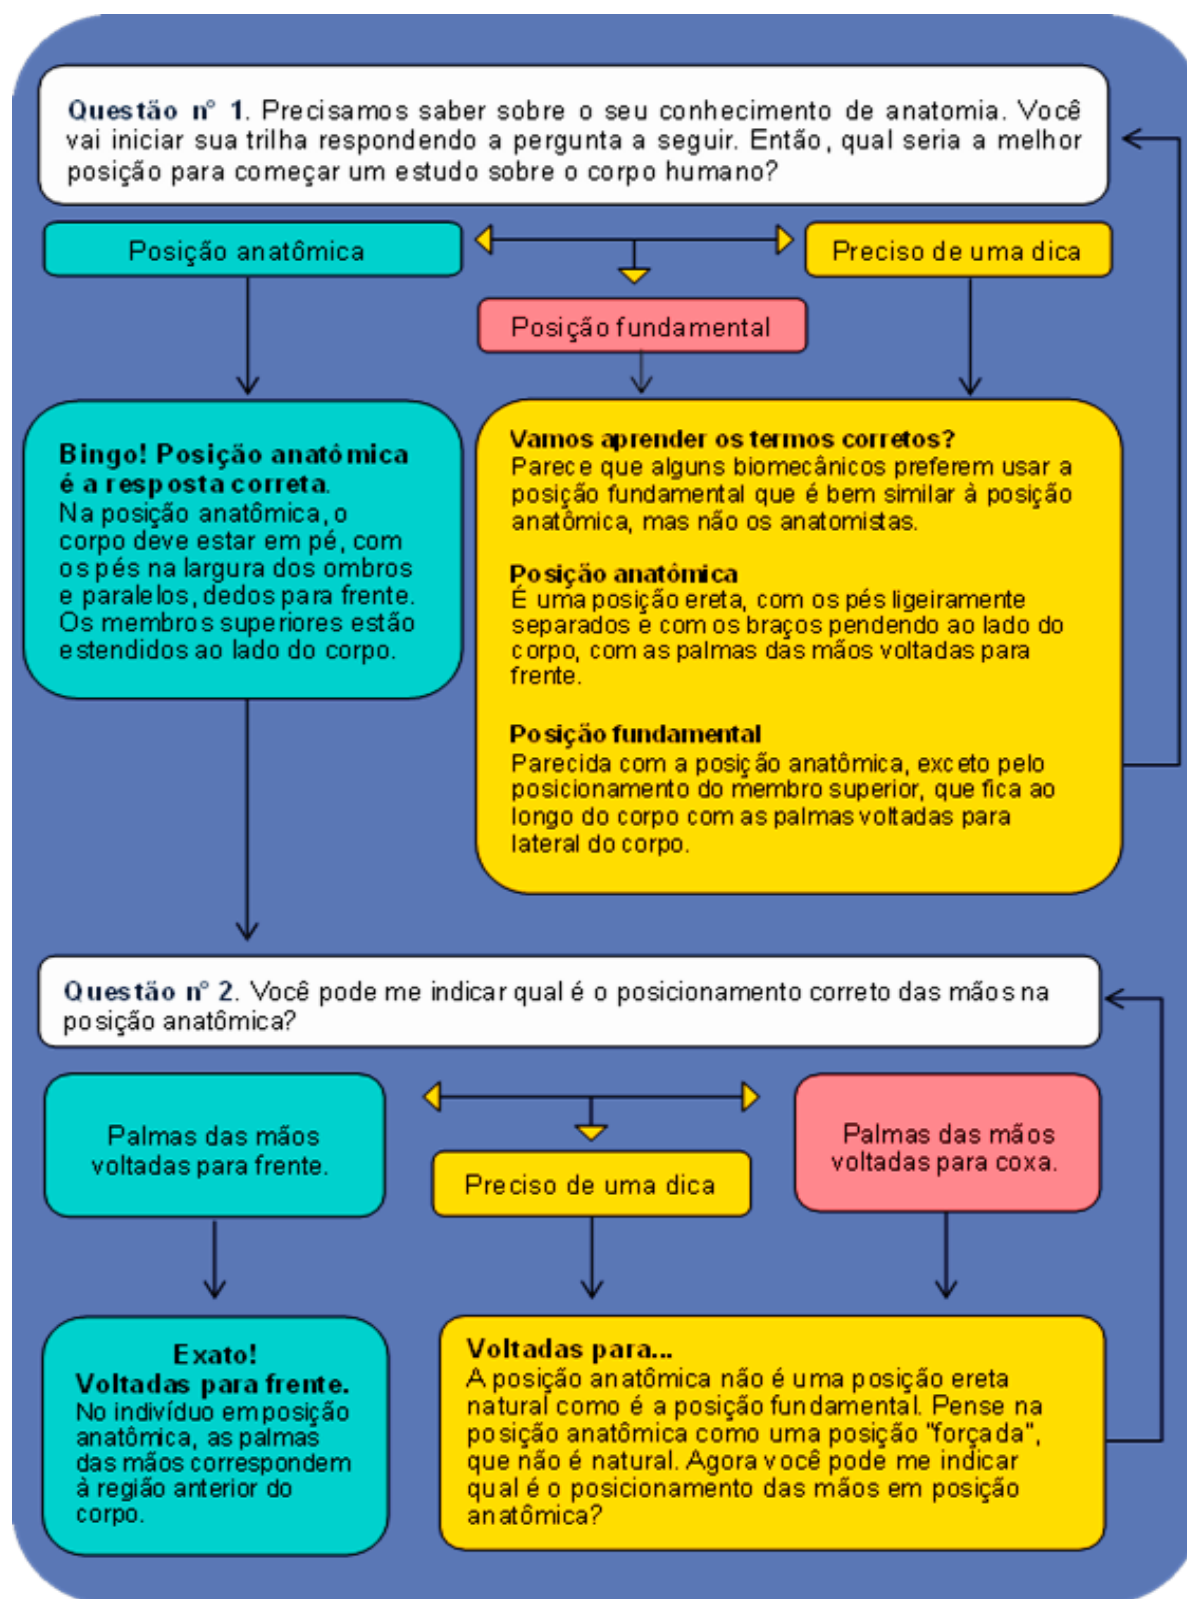 Questão n° 1. Precisamos saber sobre o seu conhecimento de anatomia. Você
vai iniciar sua trilha respondendo a pergunta a seguir. Então, qual seria a melhor
posição para começar um estudo sobre o corpo humano?
Posição anatômica
Preciso de uma dica
Posição fundamental
Bingo! Posição anatômica
é a resposta correta.
Na posição anatômica, o
corpo deve estar em pé, com
os pés na largura dos ombros
e paralelos, dedos para frente.
Os membros superiores estão
estendidos ao lado do corpo.
Vamos aprender os termos corretos?
Parece que alguns biomecânicos preferem usar a
posição fundamental que é bem similar à posição
anatômica, mas não os anatomistas.
Posição anatômica
É uma posição ereta, com os pés ligeiramente
separados e com os braços pendendo ao lado do
corpo, com as palmas das mãos voltadas para
frente.
Posição fundamental
Parecida com a posição anatômica, exceto pelo
posicionamento do membro superior, que fica ao
longo do corpo com as palmas voltadas para
lateral do corpo.
Questão n° 2. Você pode me indicar qual é o posicionamento correto das mãos na
posição anatômica?
Palmas das mãos
voltadas para frente.
Preciso de uma dica
Palmas das mãos
voltadas para coxa.
Exato!
Voltadas para frente.
No indivíduo em posição
anatômica, as palmas
das mãos correspondem
à região anterior do
corpo.
Voltadas para...
A posição anatômica não é uma posição ereta
natural como é a posição fundamental. Pense na
posição anatômica como uma posição "forçada",
que não é natural. Agora você pode me indicar
qual é o posicionamento das mãos em posição
anatômica?